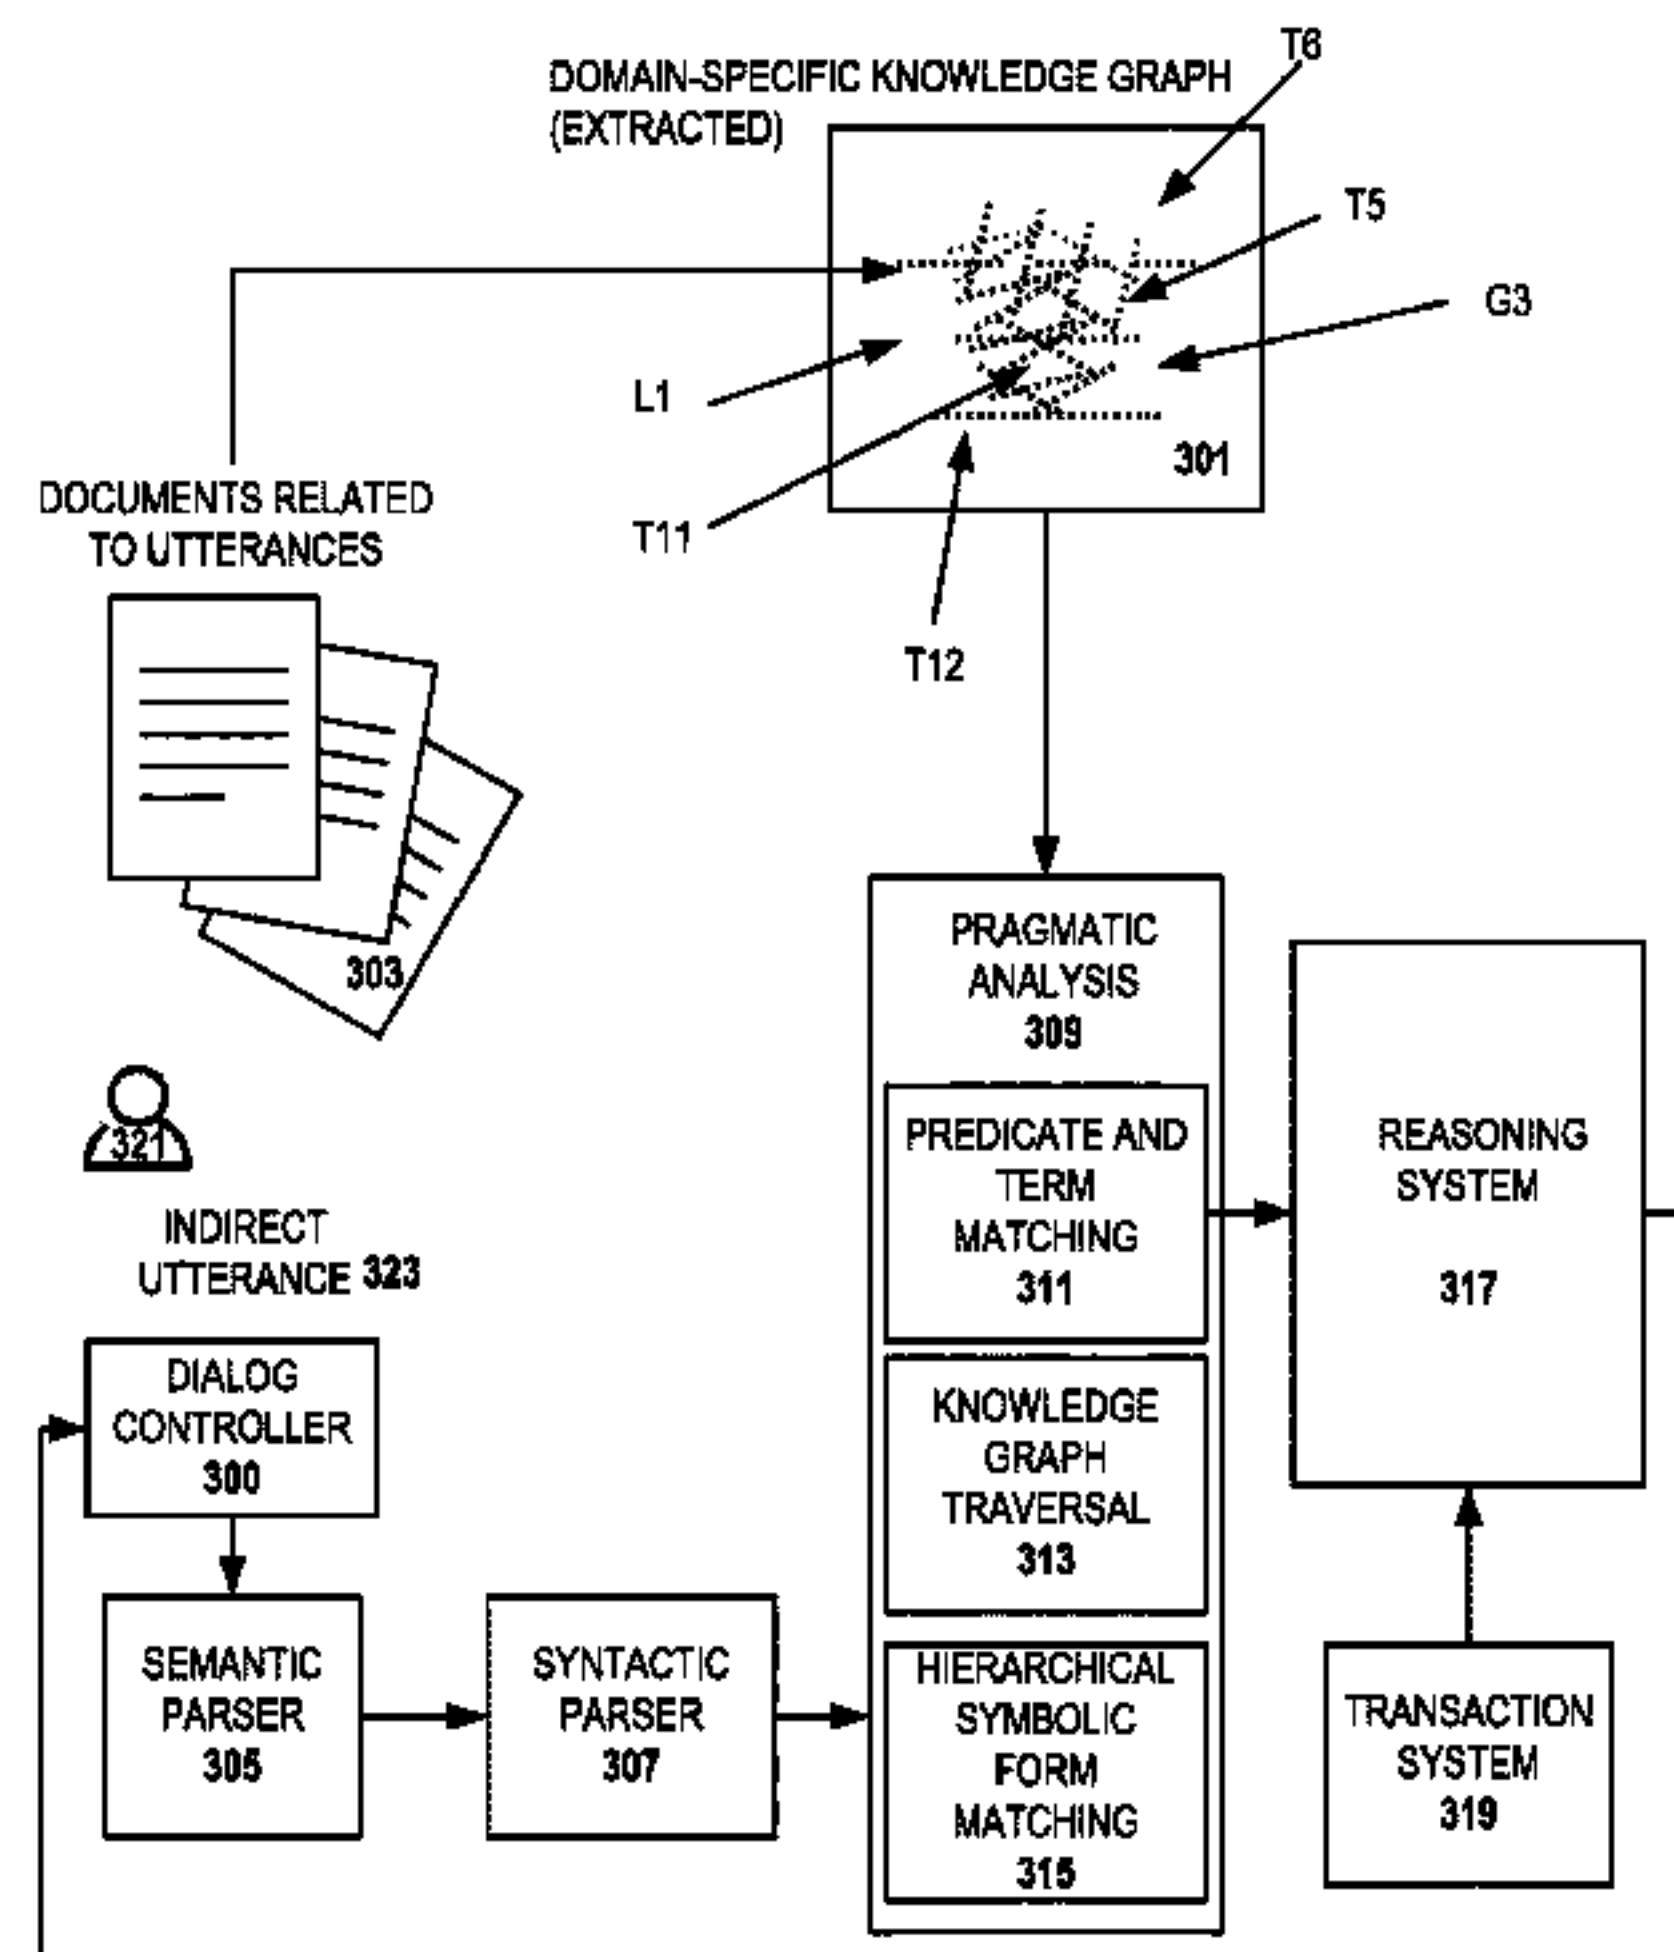 T6
DOMAIN-SPECIFIC KNOWLEDGE GRAPH
(EXTRACTED)
T5
G3
L1
301
DOCUMENTS RELATED
TO UTTERANCES
T11
T12
303
PRAGMATIC
ANALYSIS
309
321
PREDICATE AND
TERM
MATCHING
311
REASONING
SYSTEM
317
INDIRECT
UTTERANCE 323
DIALOG
CONTROLLER
300
KNOWLEDGE
GRAPH
TRAVERSAL
313
SEMANTIC
PARSER
305
SYNTACTIC
PARSER
307
HIERARCHICAL
SYMBOLIC
FORM
MATCHING
315
TRANSACTION
SYSTEM
319